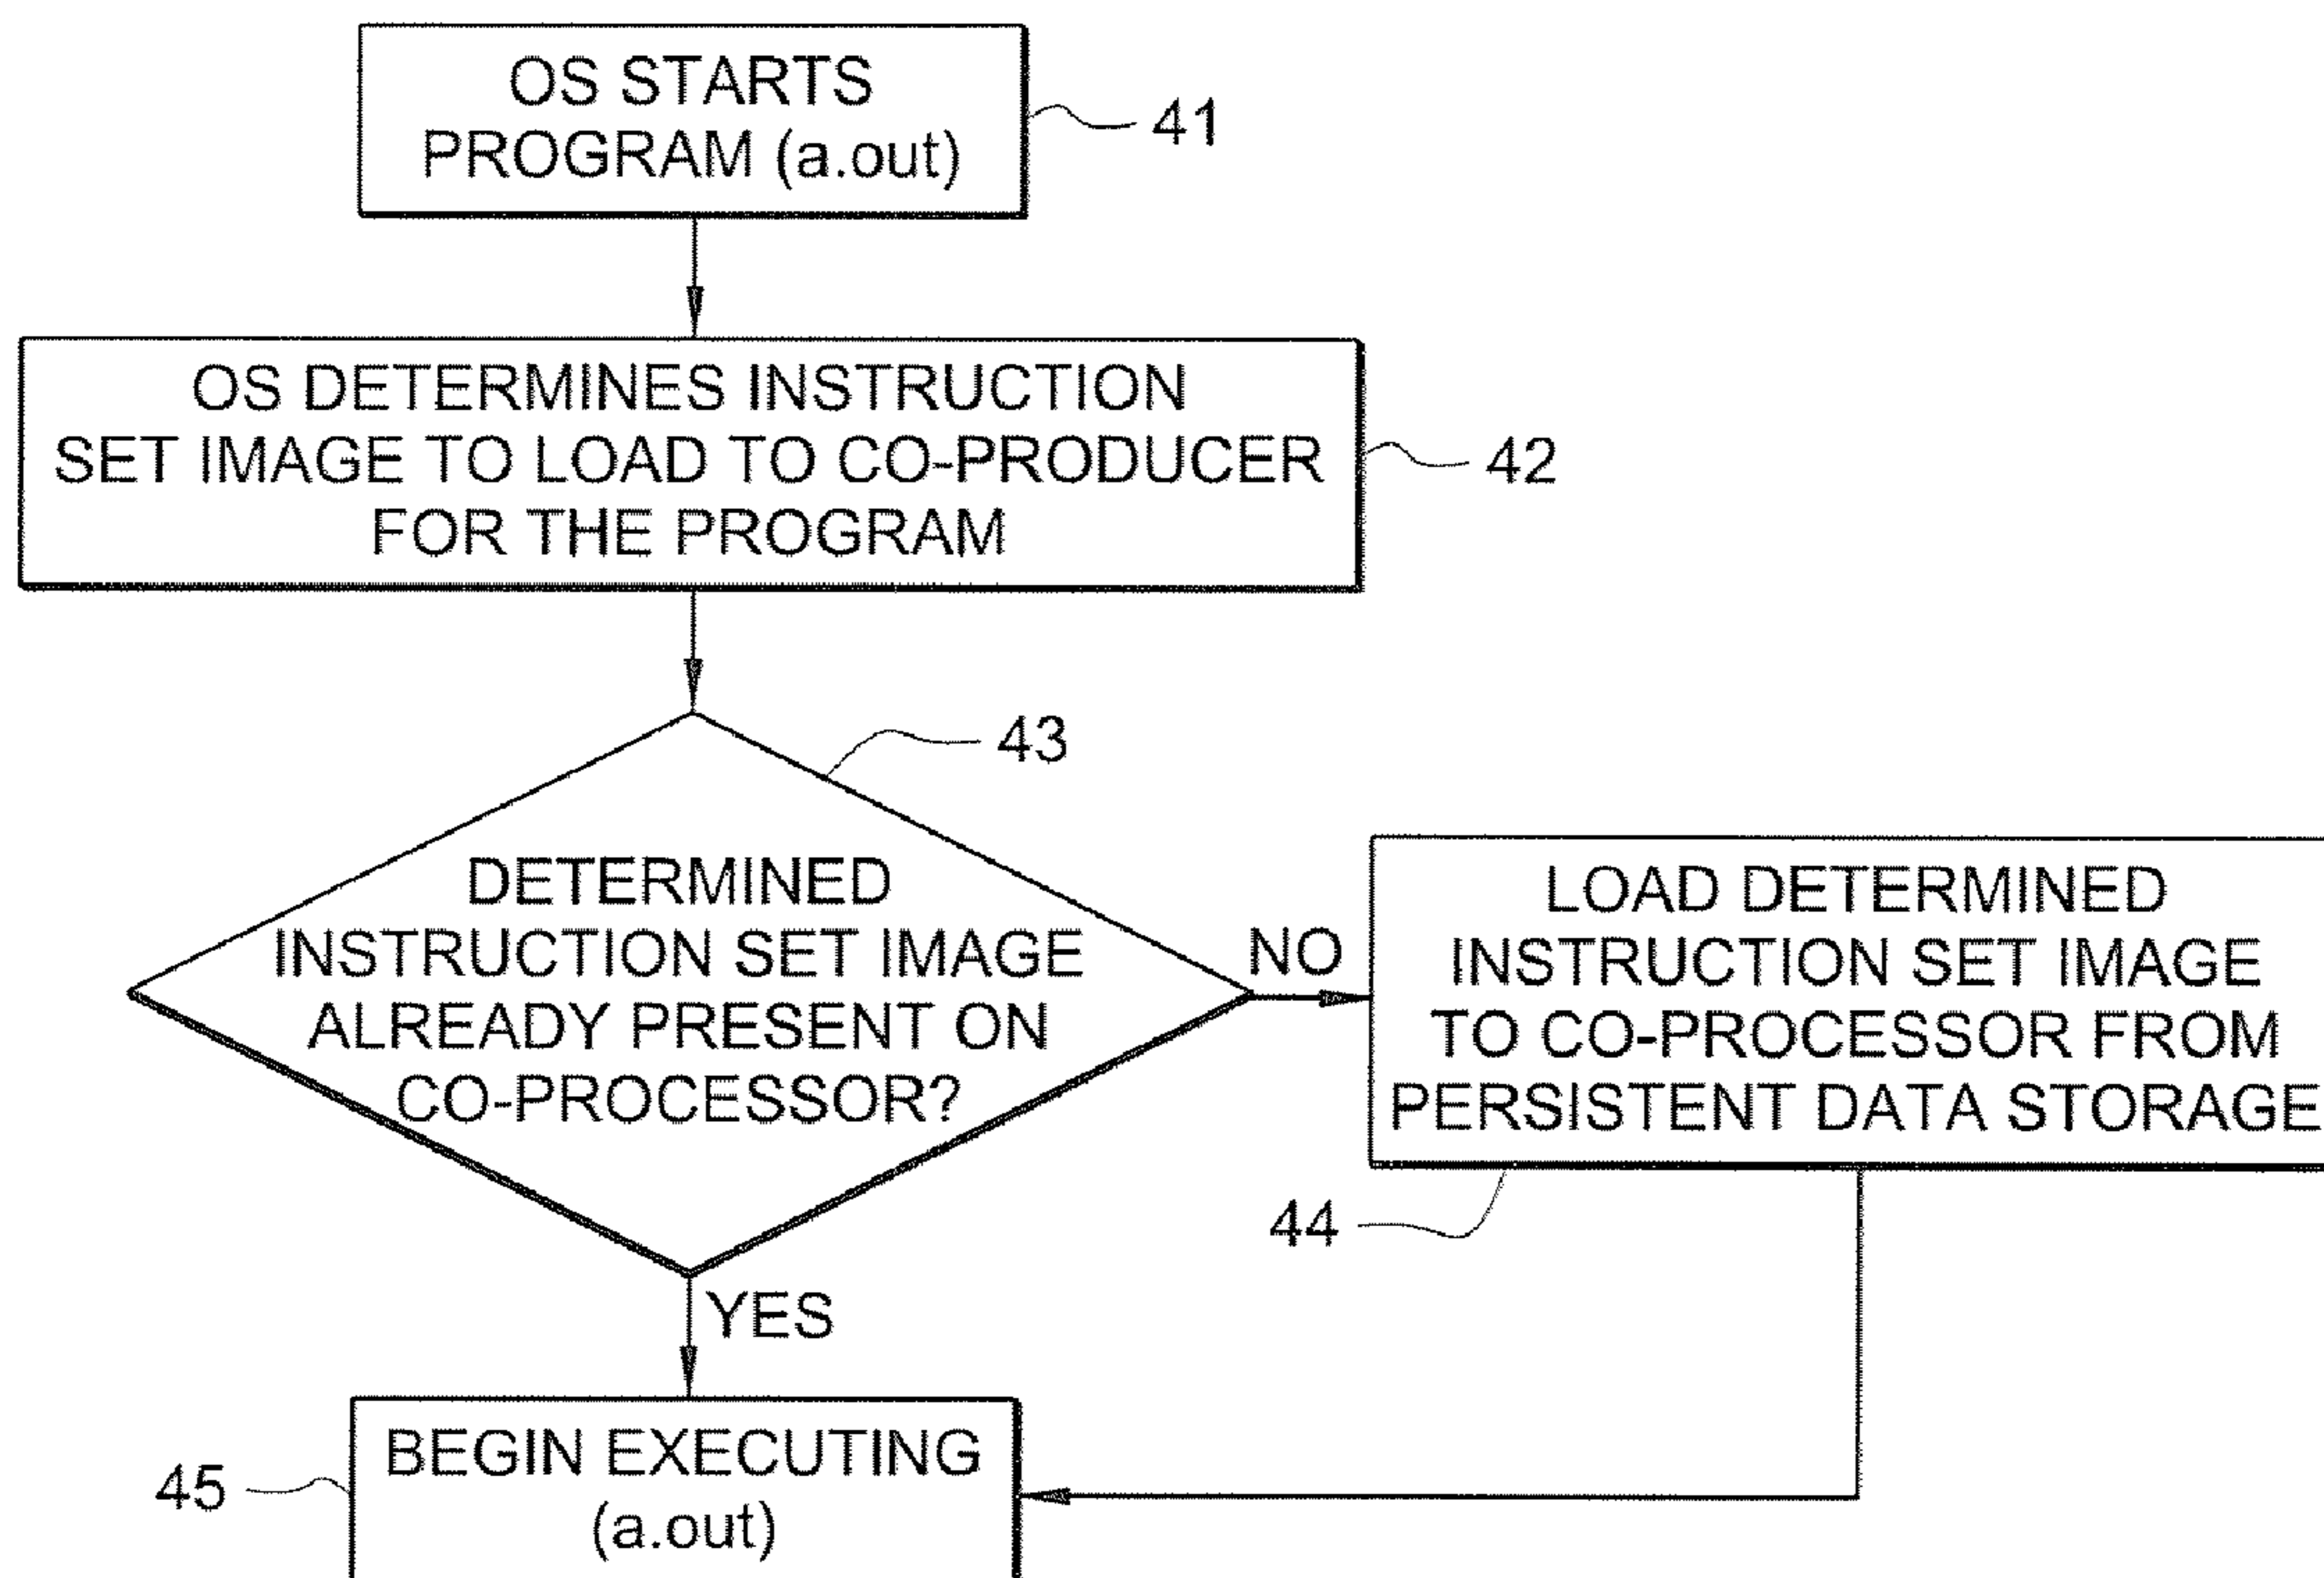 OS STARTS
PROGRAM (a.out)
41
OS DETERMINES INSTRUCTION
SET IMAGE TO LOAD TO CO-PRODUCER
FOR THE PROGRAM
42
43
DETERMINED
INSTRUCTION SET IMAGE
ALREADY PRESENT ON
CO-PROCESSOR?
NO
LOAD DETERMINED
INSTRUCTION SET IMAGE
TO CO-PROCESSOR FROM
PERSISTENT DATA STORAGE
44
YES
BEGIN EXECUTING
(a.out)
45